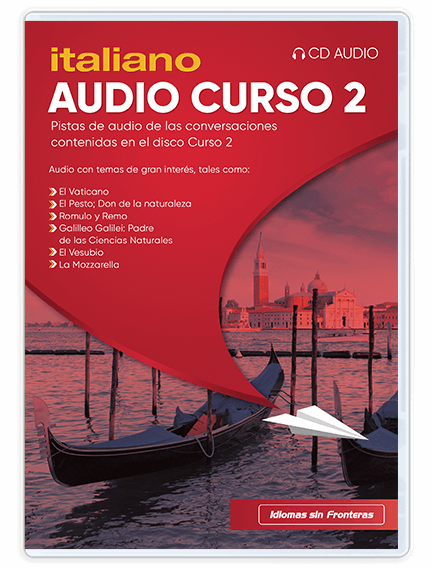 italiano
CD AUDIO
AUDIO CURSO 2
Pistas de audio de las conversaciones
contenidas en el disco Curso 2
Audio con temas de gran interés, tales como:
El Vaticano
El Pesto; Don de la naturaleza
Romulo y Remo
Galilleo Galilei: Padre
de las Ciencias Naturales
El Vesubio
La Mozzarella
Idiomas sin Fronteras